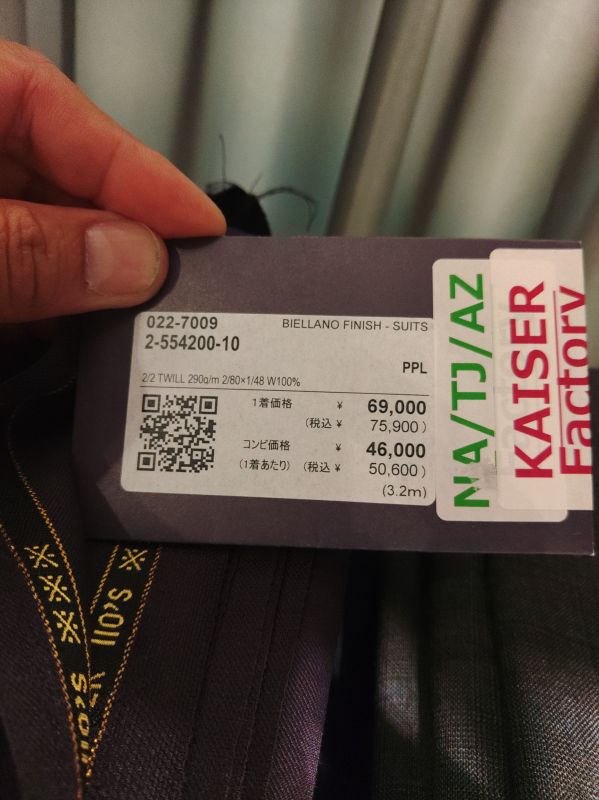 022-7009
BIELLANO FINISH - SUITS
2-554200-10
PPL
2/2 TWILL 290g/m 2/80×1/48 W100%
1着価格 ¥ 69,000
(税込 ¥ 75,900 )
コンビ価格 ¥ 46,000
(1着あたり) (税込 ¥ 50,600 )
(3.2m)
NA/TJ/AZ
KAISER
Factory